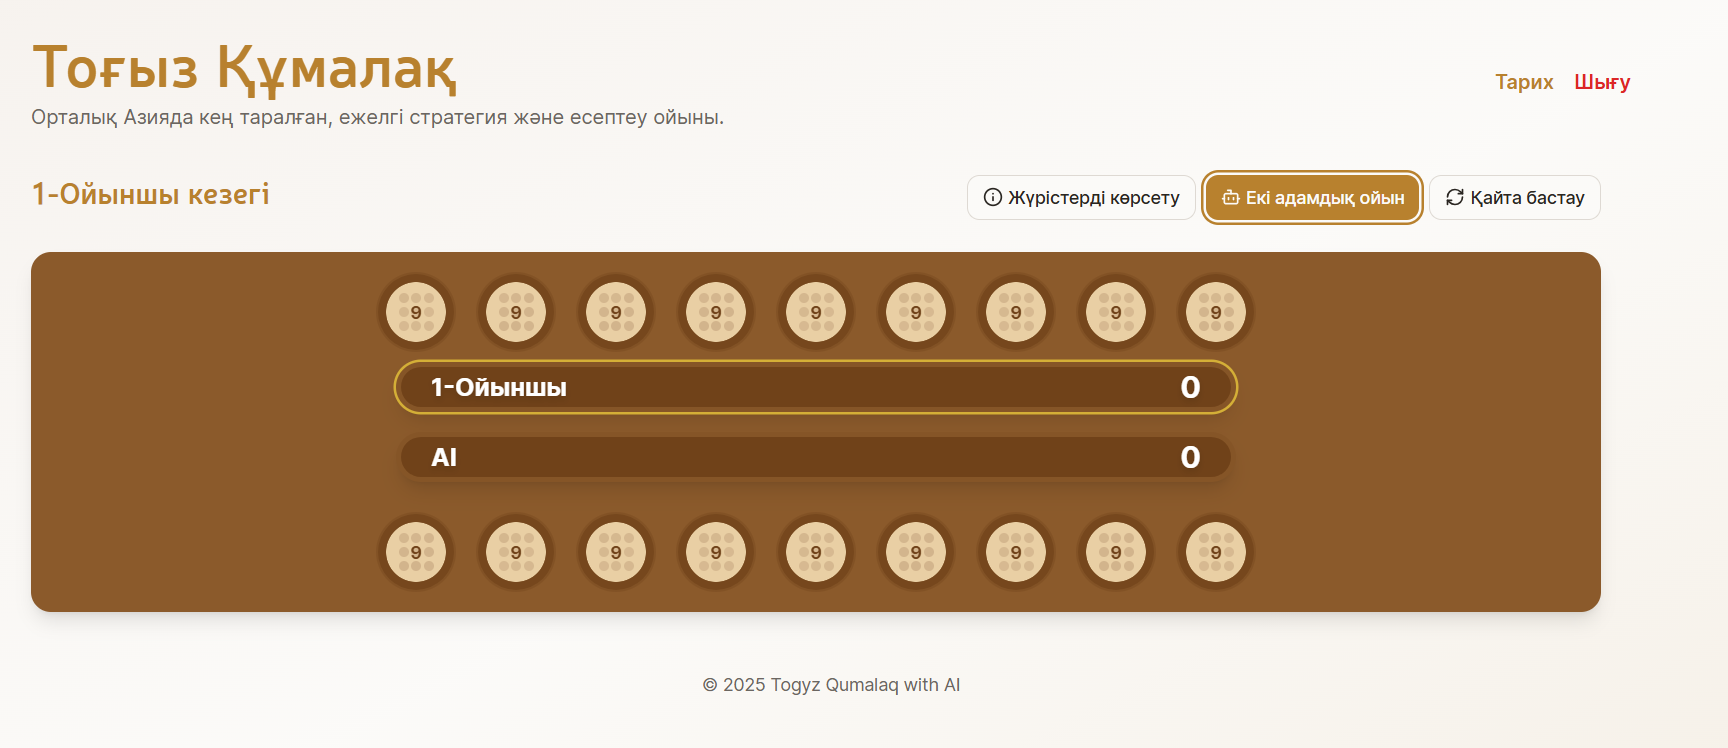 Тоғыз Құмалақ
Орталық Азияда кең таралған, ежелгі стратегия және есептеу ойыны.
Тарих Шығу
1-Ойыншы кезегі
Жүрістерді көрсету Екі адамдық ойын Қайта бастау
9 9 9 9 9 9 9 9 9
1-Ойыншы 0
AI 0
9 9 9 9 9 9 9 9 9
© 2025 Togyz Qumalaq with AI